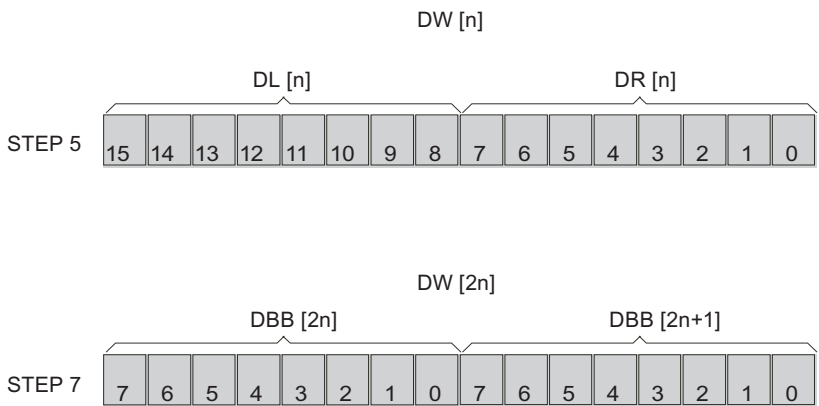 DW [n]
DL [n] DR [n]
STEP 5 15 14 13 12 11 10 9 8 7 6 5 4 3 2 1 0
DW [2n]
DBB [2n] DBB [2n+1]
STEP 7 7 6 5 4 3 2 1 0 7 6 5 4 3 2 1 0